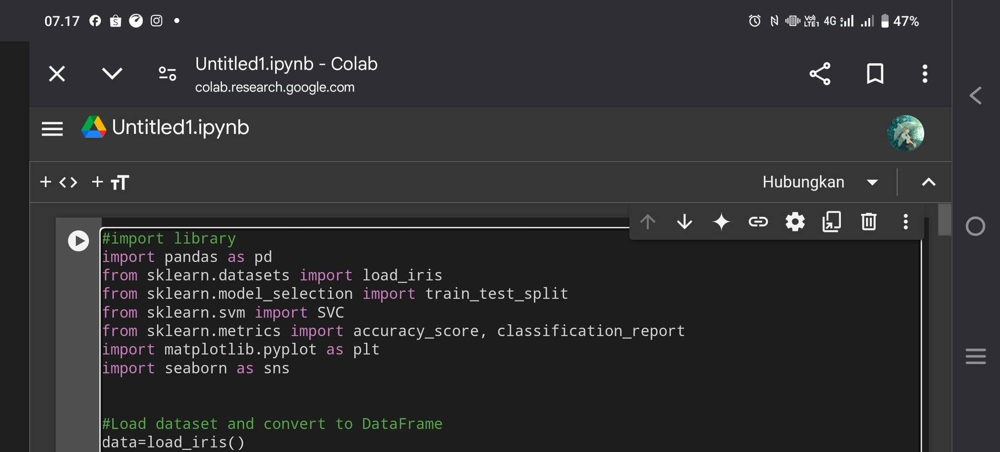 07.17
VoLTE1 4G 47%
Untitled1.ipynb - Colab
colab.research.google.com
Untitled1.ipynb
+ <> + TT
Hubungkan
#import library
import pandas as pd
from sklearn.datasets import load_iris
from sklearn.model_selection import train_test_split
from sklearn.svm import SVC
from sklearn.metrics import accuracy_score, classification_report
import matplotlib.pyplot as plt
import seaborn as sns
#Load dataset and convert to DataFrame
data=load_iris()